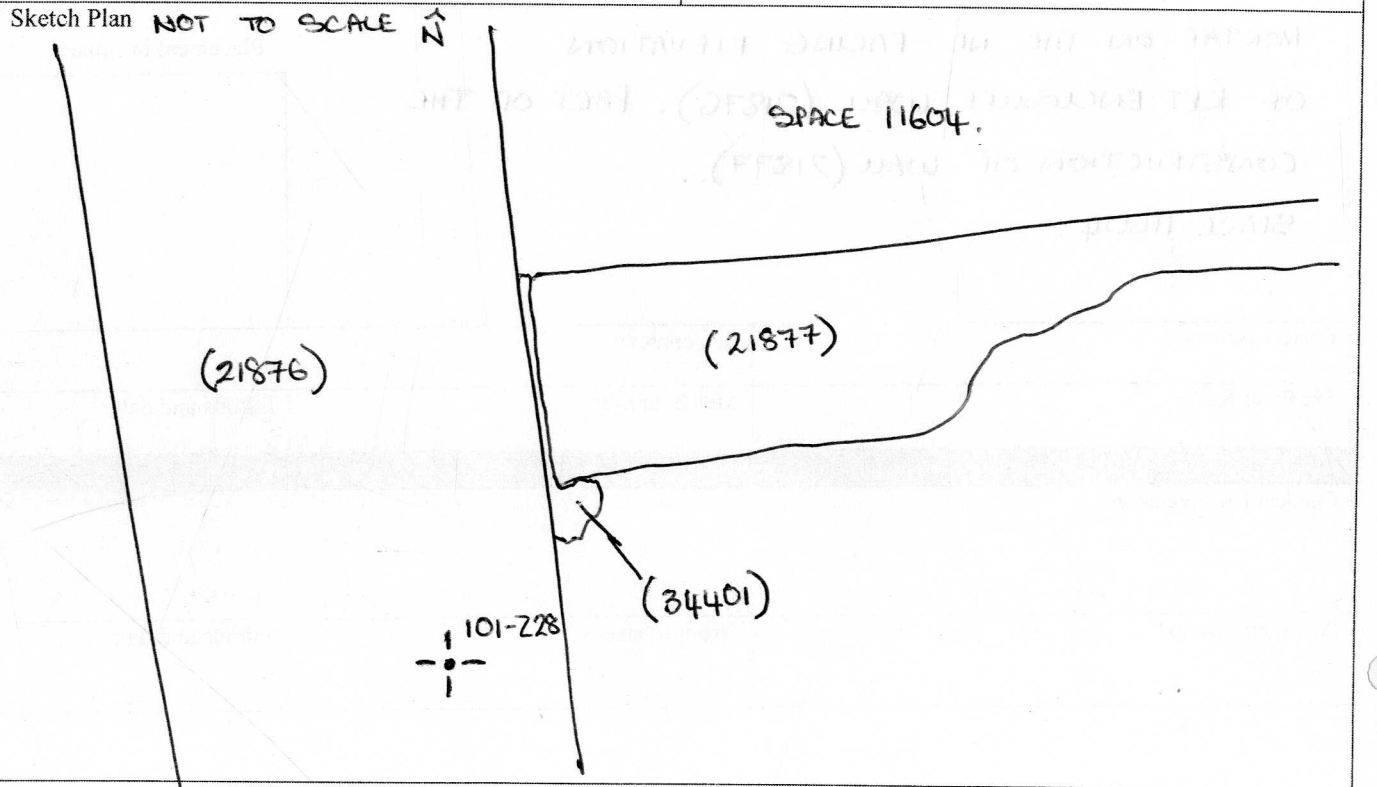 Sketch Plan NOT TO SCALE N
SPACE 11604.
(21876)
(21877)
(34401)
101-228